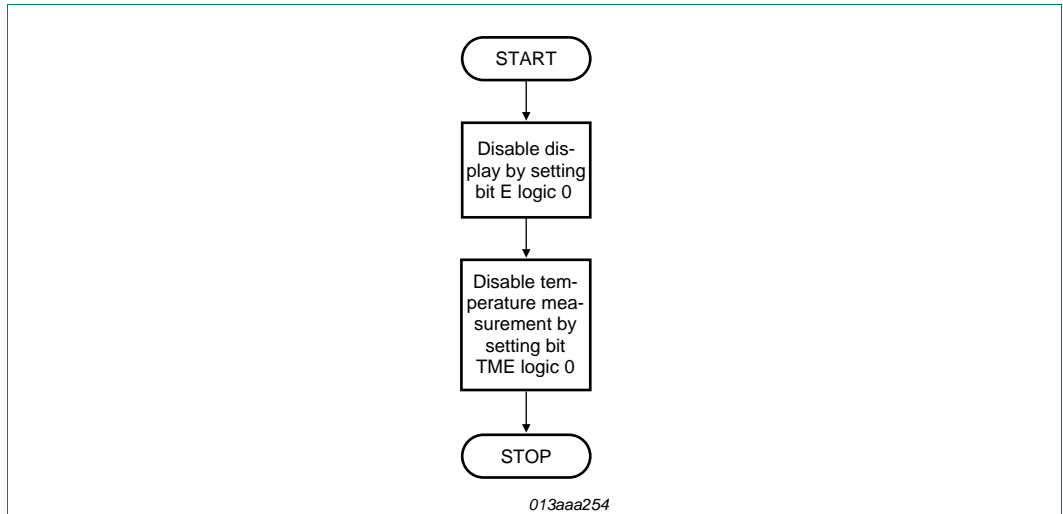 START
Disable dis-
play by setting
bit E logic 0
Disable tem-
perature mea-
surement by
setting bit
TME logic 0
STOP
013aaa254